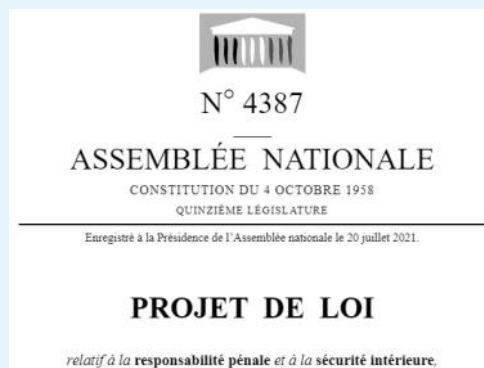 N° 4387
ASSEMBLÉE NATIONALE
CONSTITUTION DU 4 OCTOBRE 1958
QUINZIÈME LÉGISLATURE
Enregistré à la Présidence de l’Assemblée nationale le 20 juillet 2021.
PROJET DE LOI
relatif à la responsabilité pénale et à la sécurité intérieure,